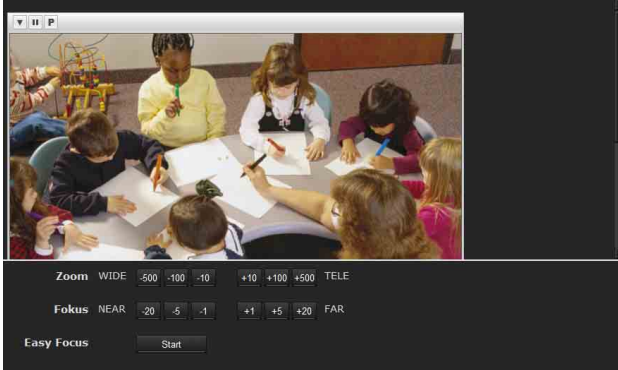 P
Zoom WIDE -500 -100 -10 +10 +100 +500 TELE
Fokus NEAR -20 -5 -1 +1 +5 +20 FAR
Easy Focus Start